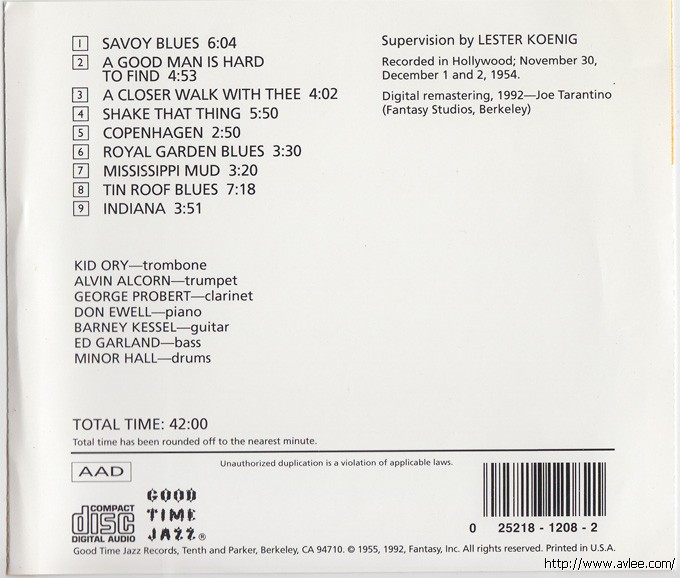 1 SAVOY BLUES 6:04
2 A GOOD MAN IS HARD
TO FIND 4:53
3 A CLOSER WALK WITH THEE 4:02
4 SHAKE THAT THING 5:50
5 COPENHAGEN 2:50
6 ROYAL GARDEN BLUES 3:30
7 MISSISSIPPI MUD 3:20
8 TIN ROOF BLUES 7:18
9 INDIANA 3:51
Supervision by LESTER KOENIG
Recorded in Hollywood; November 30,
December 1 and 2, 1954.
Digital remastering, 1992—Joe Tarantino
(Fantasy Studios, Berkeley)
KID ORY—trombone
ALVIN ALCORN—trumpet
GEORGE PROBERT—clarinet
DON EWELL—piano
BARNEY KESSEL—guitar
ED GARLAND—bass
MINOR HALL—drums
TOTAL TIME: 42:00
Total time has been rounded off to the nearest minute.
AAD
Unauthorized duplication is a violation of applicable laws.
COMPACT
disc
DIGITAL AUDIO
GOOD
TIME
JAZZ®
0 25218 - 1208 - 2
Good Time Jazz Records, Tenth and Parker, Berkeley, CA 94710. © 1955, 1992, Fantasy, Inc. All rights reserved. Printed in U.S.A.
http://www.avlee.com/